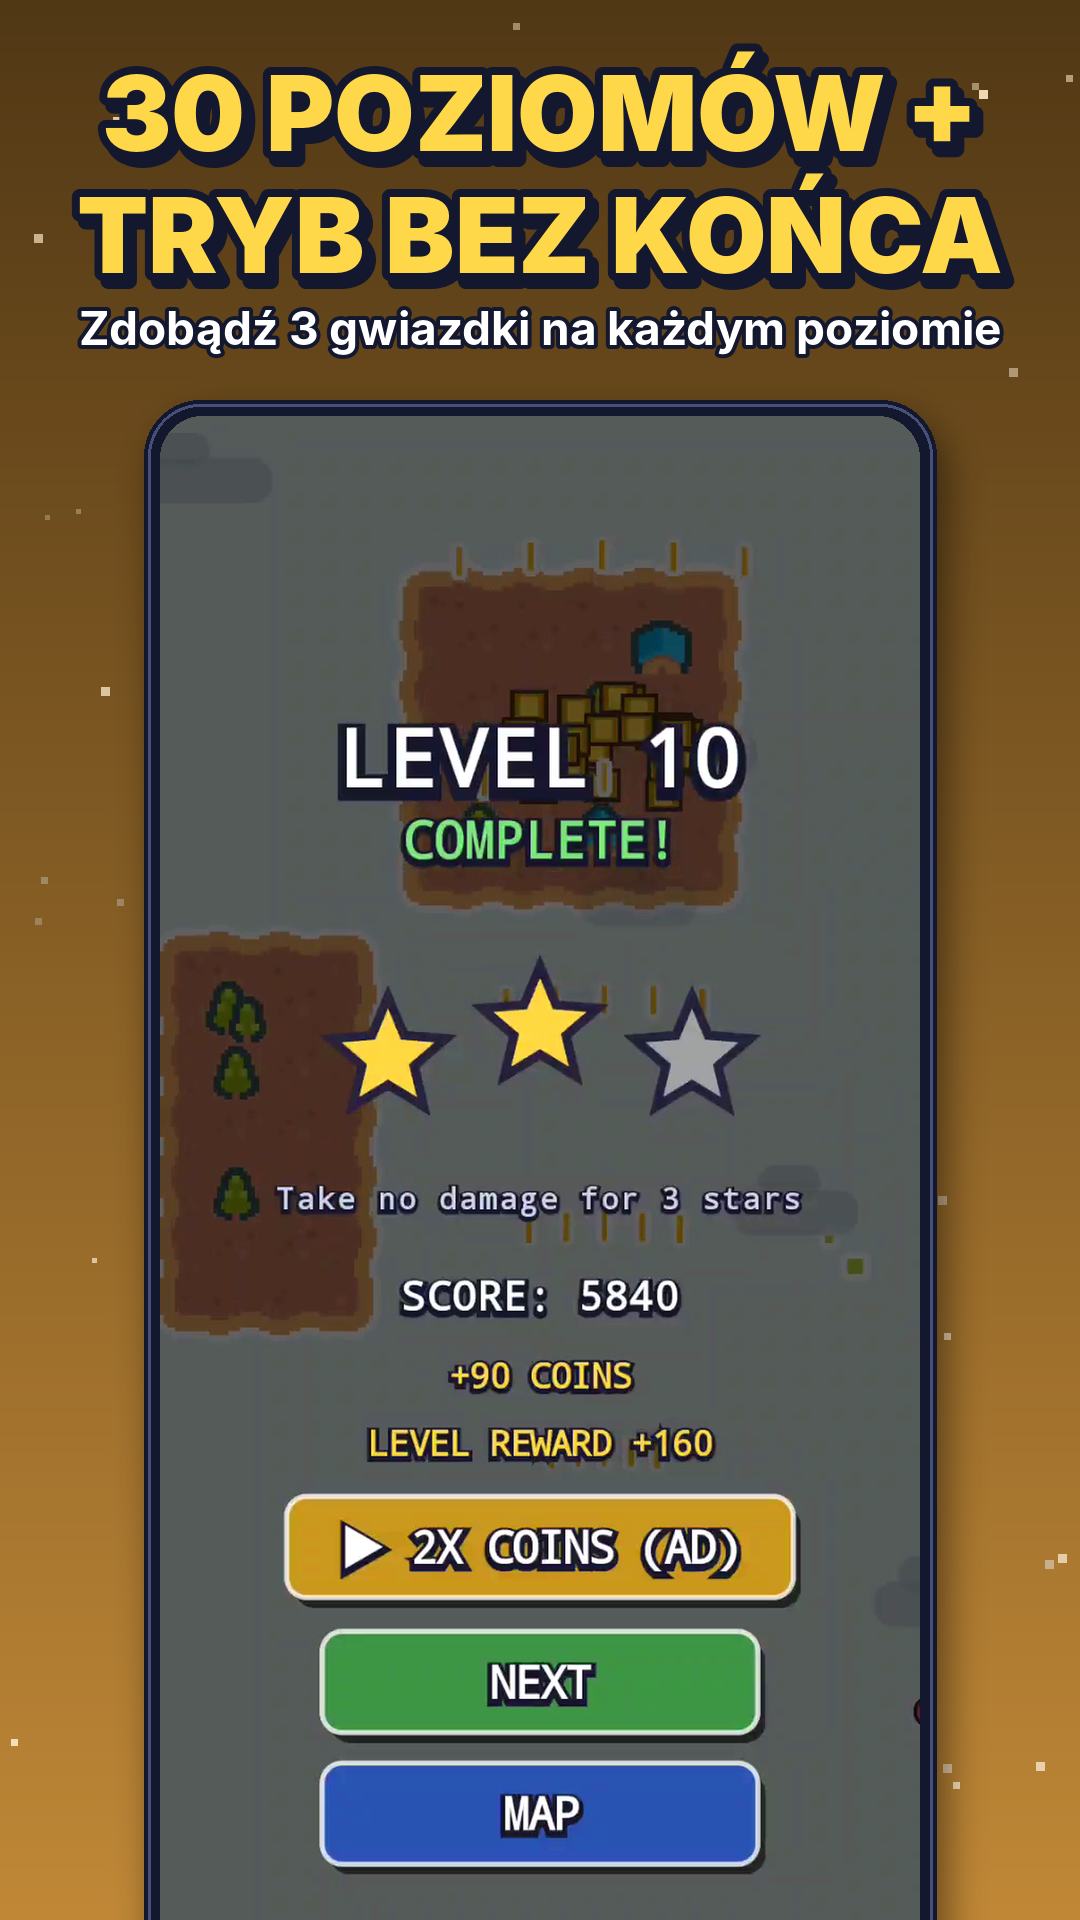 30 POZIOMÓW +
TRYB BEZ KOŃCA
Zdobądź 3 gwiazdki na każdym poziomie
LEVEL 10
COMPLETE!
Take no damage for 3 stars
SCORE: 5840
+90 COINS
LEVEL REWARD +160
2X COINS (AD)
NEXT
MAP